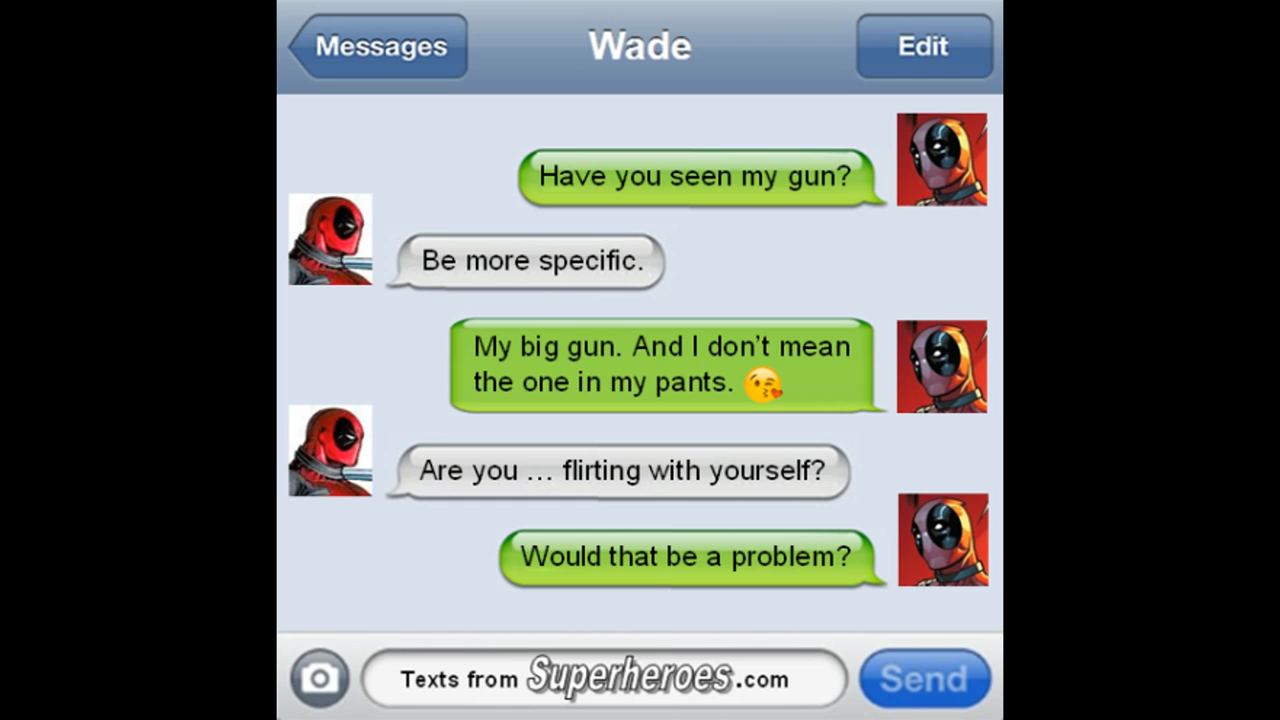 Messages
Wade
Edit
Have you seen my gun?
Be more specific.
My big gun. And I don’t mean
the one in my pants. 😘
Are you ... flirting with yourself?
Would that be a problem?
Texts from Superheroes.com
Send